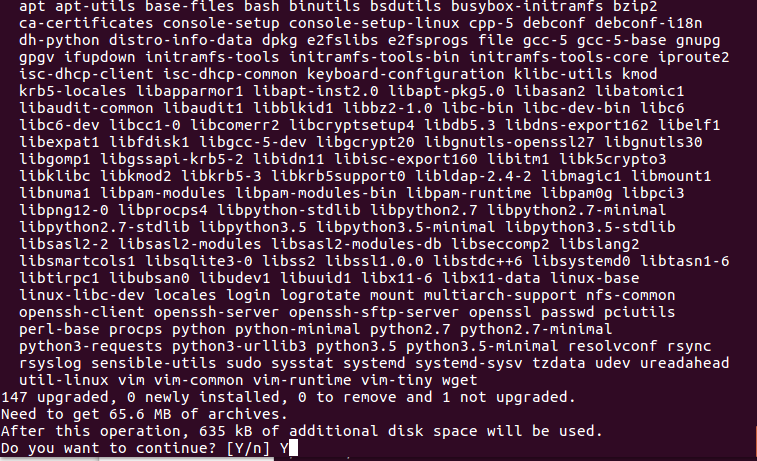 apt apt-utils base-files bash binutils bsdutils busybox-initramfs bzip2
ca-certificates console-setup console-setup-linux cpp-5 debconf debconf-i18n
dh-python distro-info-data dpkg e2fslibs e2fsprogs file gcc-5 gcc-5-base gnupg
gpgv ifupdown initramfs-tools initramfs-tools-bin initramfs-tools-core iproute2
isc-dhcp-client isc-dhcp-common keyboard-configuration klibc-utils kmod
krb5-locales libapparmor1 libapt-inst2.0 libapt-pkg5.0 libasan2 libatomic1
libaudit-common libaudit1 libblkid1 libbz2-1.0 libc-bin libc-dev-bin libc6
libc6-dev libcc1-0 libcomerr2 libcryptsetup4 libdb5.3 libdns-export162 libelf1
libexpat1 libfdisk1 libgcc-5-dev libgcrypt20 libgnutls-openssl27 libgnutls30
libgomp1 libgssapi-krb5-2 libidn11 libisc-export160 libitm1 libk5crypto3
libklibc libkmod2 libkrb5-3 libkrb5support0 libldap-2.4-2 libmagic1 libmount1
libnuma1 libpam-modules libpam-modules-bin libpam-runtime libpam0g libpci3
libpng12-0 libprocps4 libpython-stdlib libpython2.7 libpython2.7-minimal
libpython2.7-stdlib libpython3.5 libpython3.5-minimal libpython3.5-stdlib
libsasl2-2 libsasl2-modules libsasl2-modules-db libseccomp2 libslang2
libsmartcols1 libsqlite3-0 libss2 libssl1.0.0 libstdc++6 libsystemd0 libtasn1-6
libtirpc1 libubsan0 libudev1 libuuid1 libx11-6 libx11-data linux-base
linux-libc-dev locales login logrotate mount multiarch-support nfs-common
openssh-client openssh-server openssh-sftp-server openssl passwd pciutils
perl-base procps python python-minimal python2.7 python2.7-minimal
python3-requests python3-urllib3 python3.5 python3.5-minimal resolvconf rsync
rsyslog sensible-utils sudo sysstat systemd systemd-sysv tzdata udev ureadahead
util-linux vim vim-common vim-runtime vim-tiny wget
147 upgraded, 0 newly installed, 0 to remove and 1 not upgraded.
Need to get 65.6 MB of archives.
After this operation, 635 kB of additional disk space will be used.
Do you want to continue? [Y/n] Y